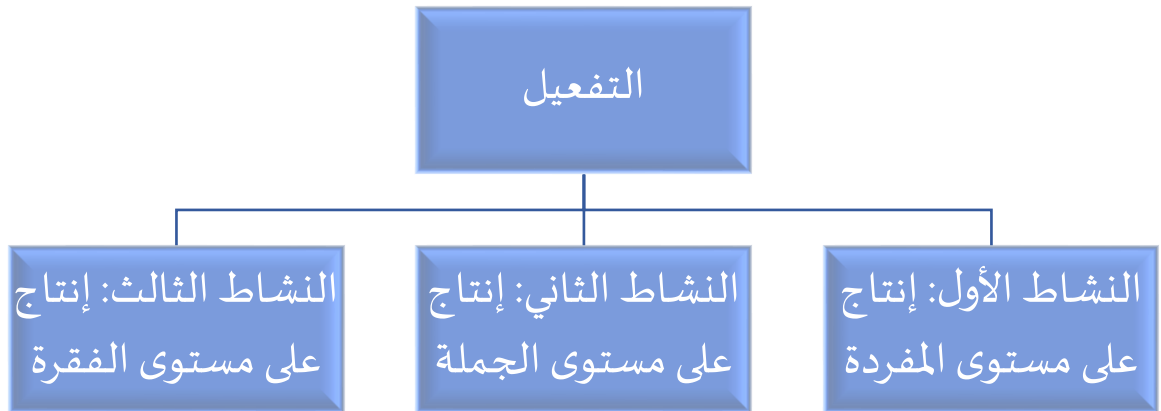 التفعيل
النشاط الأول: إنتاج
على مستوى المفردة
النشاط الثاني: إنتاج
على مستوى الجملة
النشاط الثالث: إنتاج
على مستوى الفقرة